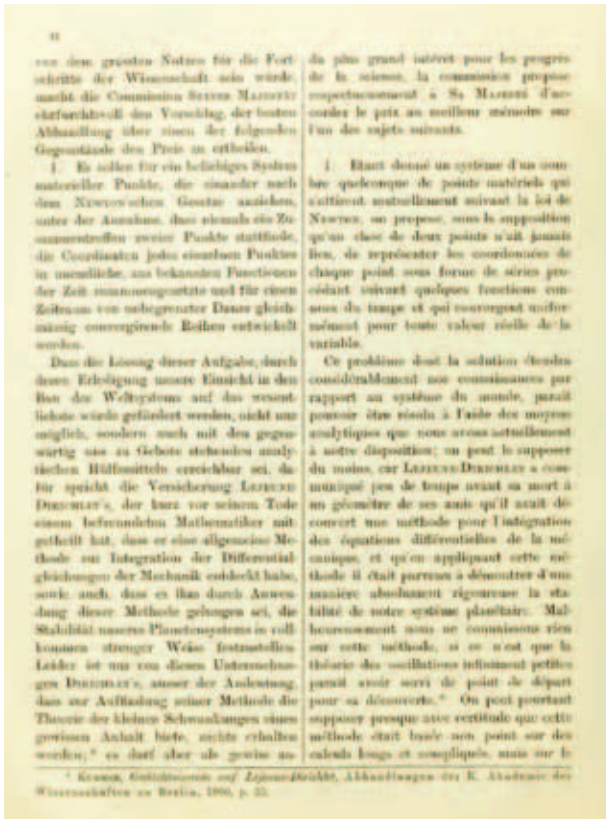 von dem grössten Nutzen für die Fort-
schritte der Wissenschaft sein würde,
macht die Commission Seiner Majestät
ehrfurchtsvoll den Vorschlag, der besten
Abhandlung über einen der folgenden
Gegenstände den Preis zu ertheilen.
1. Es sollen für ein beliebiges System
materieller Punkte, die einander nach
dem Newton'schen Gesetze anziehen,
unter der Annahme, dass niemals ein Zu-
sammentreffen zweier Punkte stattfinde,
die Coordinaten jedes einzelnen Punktes
in unendliche, aus bekannten Functionen
der Zeit zusammengesetzte und für einen
Zeitraum von unbegrenzter Dauer gleich-
mässig convergirende Reihen entwickelt
werden.
Dass die Lösung dieser Aufgabe, durch
deren Erledigung unsere Einsicht in den
Bau des Weltsystems auf das wesent-
lichste würde gefördert werden, nicht nur
möglich, sondern auch mit den gegen-
wärtig uns zu Gebote stehenden analy-
tischen Hülfsmitteln erreichbar sei, da-
für spricht die Versicherung Lejeune-
Dirichlet's, der kurz vor seinem Tode
einem befreundeten Mathematiker mit-
getheilt hat, dass er eine allgemeine Me-
thode zur Integration der Differential-
gleichungen der Mechanik entdeckt habe,
sowie auch, dass es ihm durch Anwen-
dung dieser Methode gelungen sei, die
Stabilität unseres Planetensystems in voll-
kommen strenger Weise festzustellen.
Leider ist uns von diesen Untersuchun-
gen Dirichlet's, ausser der Andeutung,
dass zur Auffindung seiner Methode die
Theorie der kleinen Schwankungen einen
gewissen Anhalt biete, nichts erhalten
worden;* es darf aber als gewiss an-
du plus grand intérêt pour les progrès
de la science, la commission propose
respectueusement à Sa Majesté d'ac-
corder le prix au meilleur mémoire sur
l'un des sujets suivants.
1. Etant donné un système d'un nom-
bre quelconque de points matériels qui
s'attirent mutuellement suivant la loi de
Newton, on propose, sous la supposition
qu'un choc de deux points n'ait jamais
lieu, de représenter les coordonnées de
chaque point sous forme de séries pro-
cédant suivant quelques fonctions con-
nues du temps et qui convergent unifor-
mément pour toute valeur réelle de la
variable.
Ce problème dont la solution étendra
considérablement nos connaissances par
rapport au système du monde, paraît
pouvoir être résolu à l'aide des moyens
analytiques que nous avons actuellement
à notre disposition; on peut le supposer
du moins, car Lejeune-Dirichlet a com-
muniqué peu de temps avant sa mort à
un géomètre de ses amis qu'il avait dé-
couvert une méthode pour l'intégration
des équations différentielles de la mé-
canique, et qu'en appliquant cette mé-
thode il était parvenu à démontrer d'une
manière absolument rigoureuse la sta-
bilité de notre système planétaire. Mal-
heureusement nous ne connaissons rien
sur cette méthode, si ce n'est que la
théorie des oscillations infiniment petites
paraît avoir servi de point de départ
pour sa découverte.* On peut pourtant
supposer presque avec certitude que cette
méthode était basée non point sur des
calculs longs et compliqués, mais sur le
* Kummer, Gedächtnissrede auf Lejeune-Dirichlet, Abhandlungen der K. Akademie der
Wissenschaften zu Berlin, 1860, p. 35.